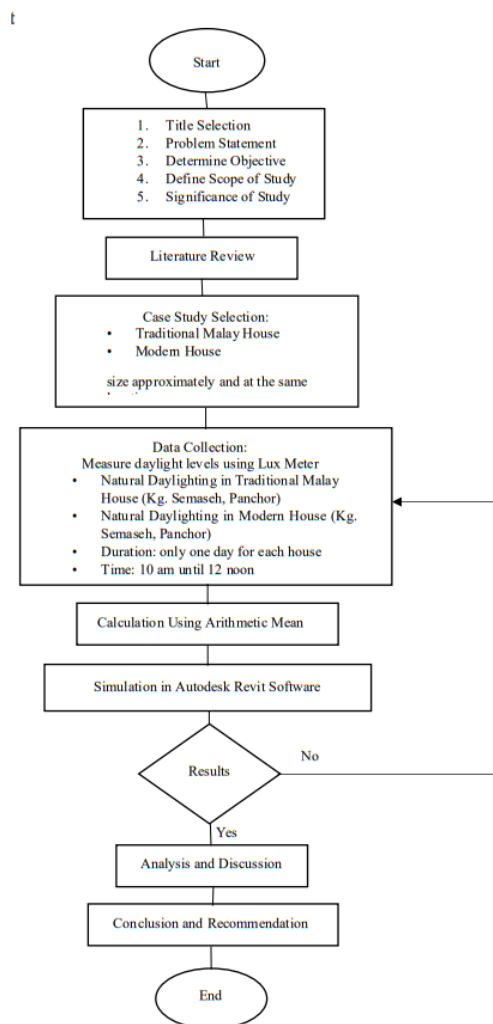 t
Start
1. Title Selection
2. Problem Statement
3. Determine Objective
4. Define Scope of Study
5. Significance of Study
Literature Review
Case Study Selection:
• Traditional Malay House
• Modern House
size approximately and at the same
Data Collection:
Measure daylight levels using Lux Meter
• Natural Daylighting in Traditional Malay
House (Kg. Semaseh, Panchor)
• Natural Daylighting in Modern House (Kg.
Semaseh, Panchor)
• Duration: only one day for each house
• Time: 10 am until 12 noon
Calculation Using Arithmetic Mean
Simulation in Autodesk Revit Software
Results
No
Yes
Analysis and Discussion
Conclusion and Recommendation
End